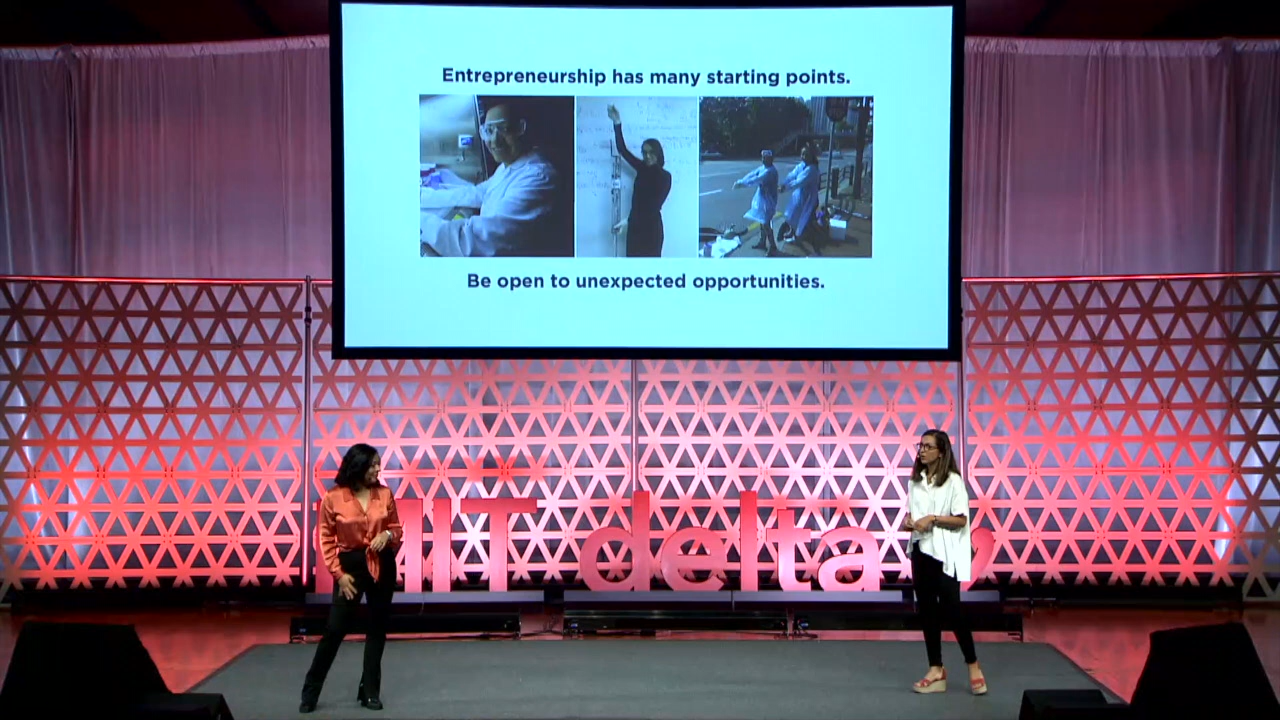 Entrepreneurship has many starting points.
Be open to unexpected opportunities.
MIT delta v